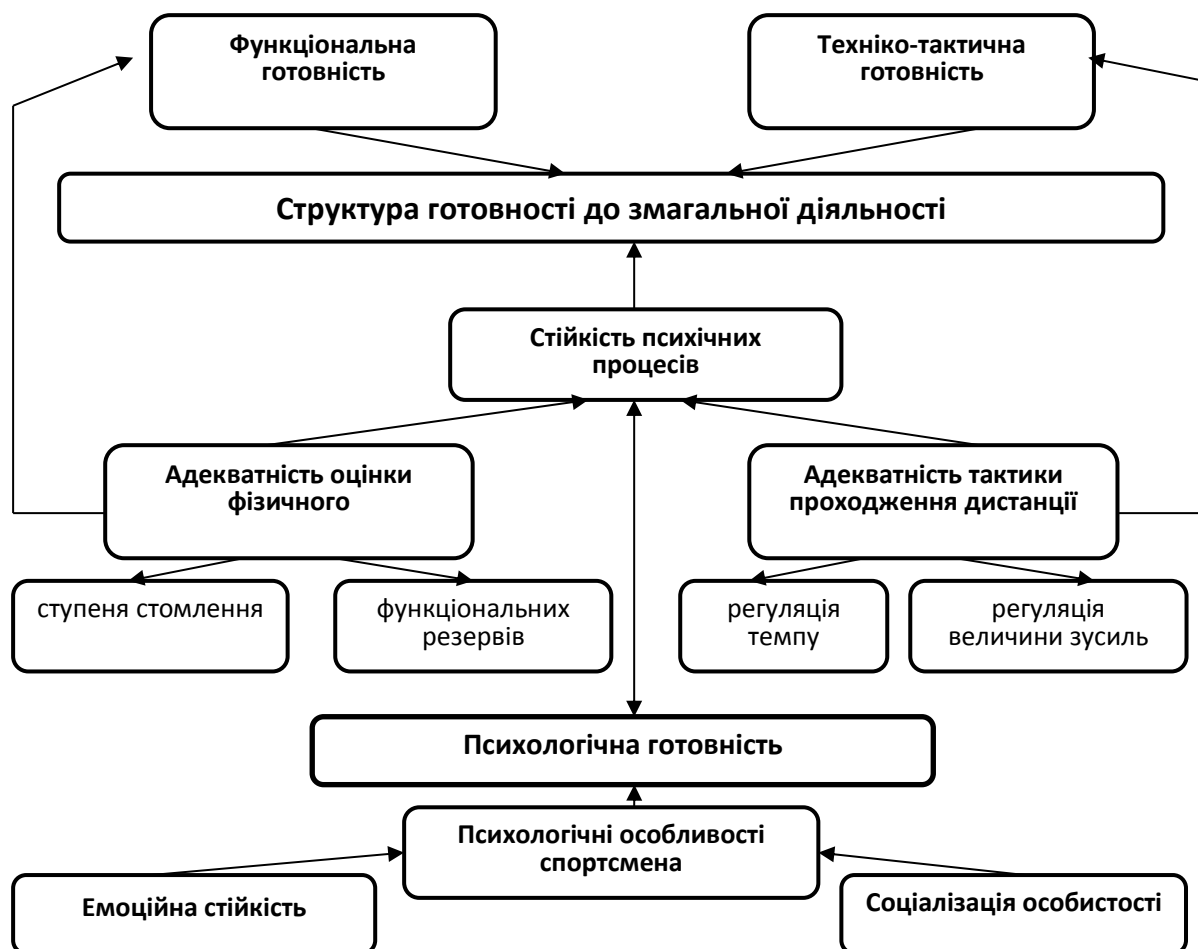 Функціональна
готовність
Техніко-тактична
готовність
Структура готовності до змагальної діяльності
Стійкість психічних
процесів
Адекватність оцінки
фізичного
Адекватність тактики
проходження дистанції
ступеня стомлення
функціональних
резервів
регуляція
темпу
регуляція
величини зусиль
Психологічна готовність
Психологічні особливості
спортсмена
Емоційна стійкість
Соціалізація особистості